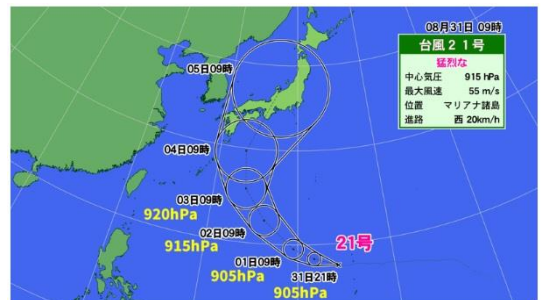 08月31日 09時
台風21号
猛烈な
中心気圧 915 hPa
最大風速 55 m/s
位置 マリアナ諸島
進路 西 20km/h
05日09時
04日09時
03日09時
920hPa
02日09時
915hPa
21号
01日09時
905hPa
31日21時
905hPa